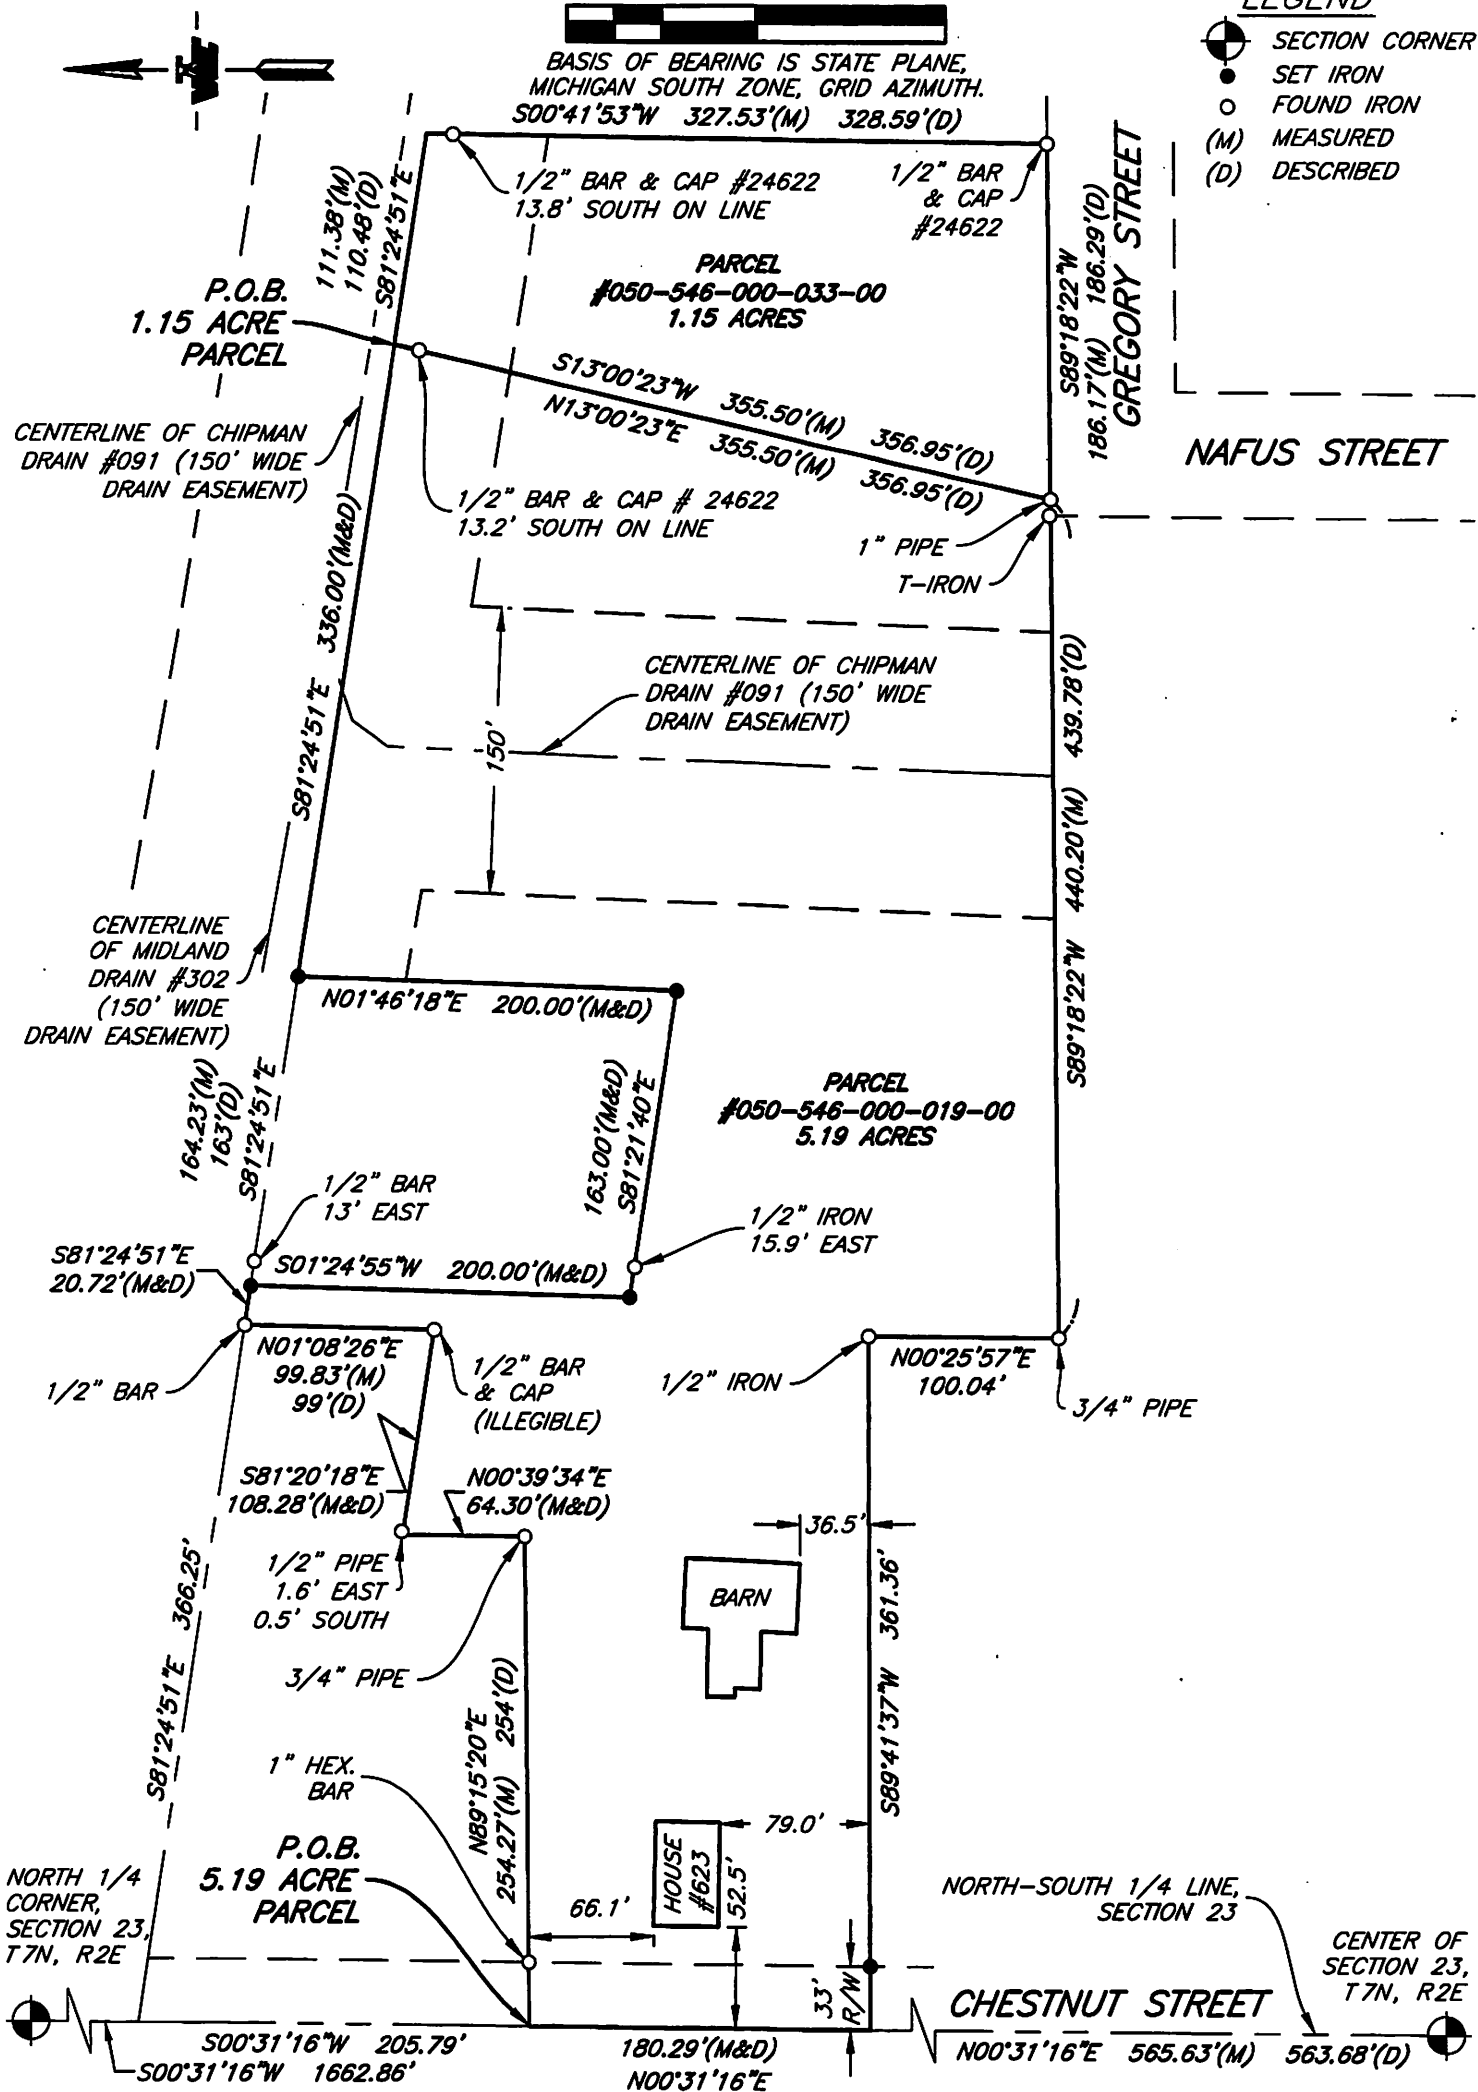 LEGEND
SECTION CORNER
SET IRON
FOUND IRON
(M) MEASURED
(D) DESCRIBED
BASIS OF BEARING IS STATE PLANE,
MICHIGAN SOUTH ZONE, GRID AZIMUTH.
S00°41'53"W 327.53'(M) 328.59'(D)
1/2" BAR & CAP #24622
13.8' SOUTH ON LINE
1/2" BAR
& CAP
#24622
111.38'(M)
110.48'(D)
S81°24'51"E
PARCEL
#050-546-000-033-00
1.15 ACRES
S89°18'22"W
186.17'(M) 186.29'(D)
GREGORY STREET
P.O.B.
1.15 ACRE
PARCEL
S13°00'23"W 355.50'(M) 356.95'(D)
N13°00'23"E 355.50'(M) 356.95'(D)
NAFUS STREET
CENTERLINE OF CHIPMAN
DRAIN #091 (150' WIDE
DRAIN EASEMENT)
1/2" BAR & CAP # 24622
13.2' SOUTH ON LINE
1" PIPE
T-IRON
S81°24'51"E 336.00'(M&D)
CENTERLINE OF CHIPMAN
DRAIN #091 (150' WIDE
DRAIN EASEMENT)
150'
S89°18'22"W 440.20'(M) 439.78'(D)
CENTERLINE
OF MIDLAND
DRAIN #302
(150' WIDE
DRAIN EASEMENT)
N01°46'18"E 200.00'(M&D)
164.23'(M)
163'(D)
S81°24'51"E
163.00'(M&D)
S81°21'40"E
PARCEL
#050-546-000-019-00
5.19 ACRES
1/2" BAR
13' EAST
1/2" IRON
15.9' EAST
S81°24'51"E
20.72'(M&D)
S01°24'55"W 200.00'(M&D)
N01°08'26"E
99.83'(M)
99'(D)
1/2" BAR
1/2" BAR
& CAP
(ILLEGIBLE)
1/2" IRON
N00°25'57"E
100.04'
3/4" PIPE
S81°20'18"E
108.28'(M&D)
N00°39'34"E
64.30'(M&D)
36.5'
1/2" PIPE
1.6' EAST
0.5' SOUTH
BARN
S81°24'51"E 366.25'
3/4" PIPE
S89°41'37"W 361.36'
N89°15'20"E
254.27'(M) 254'(D)
1" HEX.
BAR
79.0'
HOUSE
#623
52.5'
66.1'
P.O.B.
5.19 ACRE
PARCEL
NORTH 1/4
CORNER,
SECTION 23,
T7N, R2E
NORTH-SOUTH 1/4 LINE,
SECTION 23
CENTER OF
SECTION 23,
T7N, R2E
33'
R/W
CHESTNUT STREET
S00°31'16"W 205.79'
S00°31'16"W 1662.86'
180.29'(M&D)
N00°31'16"E
N00°31'16"E 565.63'(M) 563.68'(D)